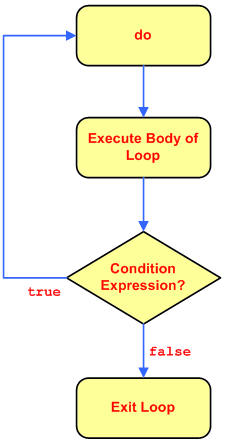 do
Execute Body of
Loop
Condition
Expression?
true
false
Exit Loop